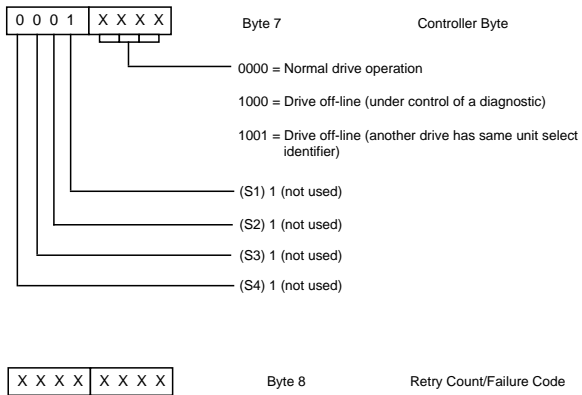 0 0 0 1 X X X X Byte 7 Controller Byte
0000 = Normal drive operation
1000 = Drive off-line (under control of a diagnostic)
1001 = Drive off-line (another drive has same unit select
identifier)
(S1) 1 (not used)
(S2) 1 (not used)
(S3) 1 (not used)
(S4) 1 (not used)
X X X X X X X X Byte 8 Retry Count/Failure Code